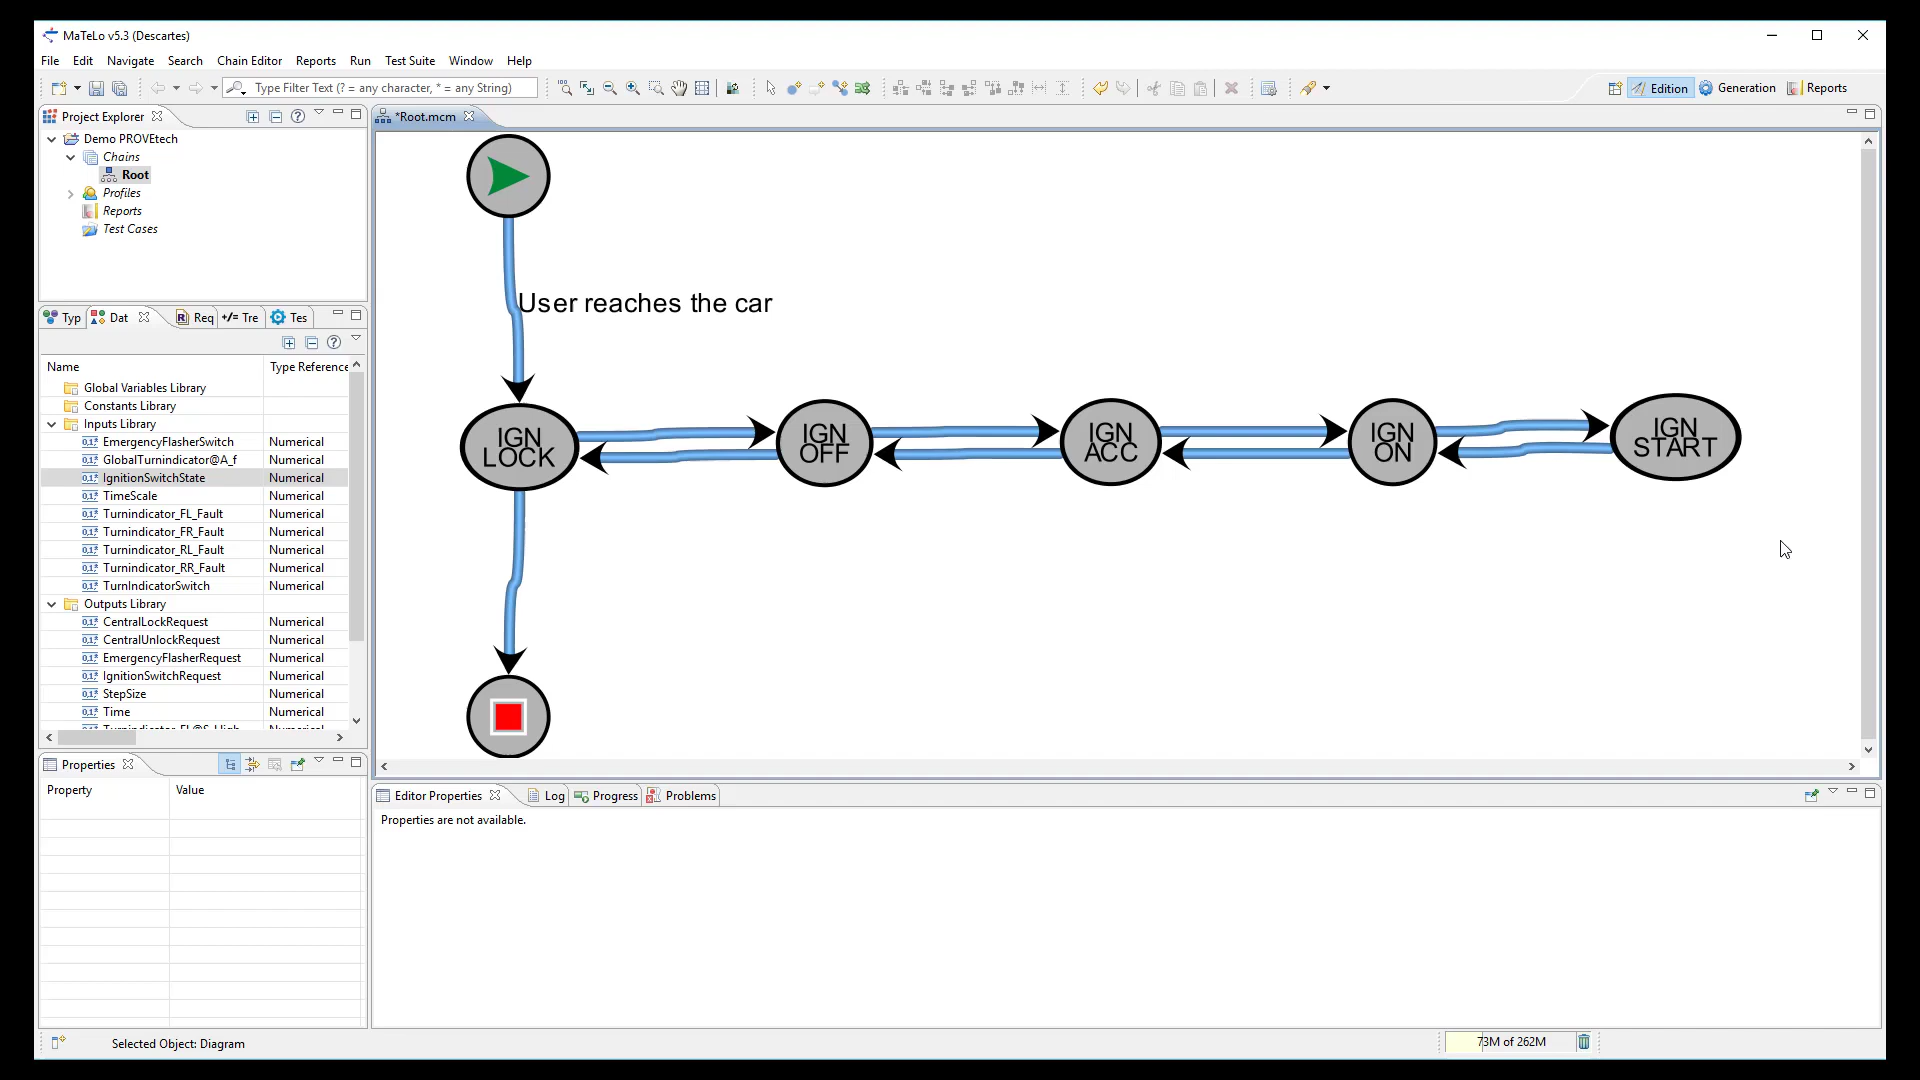 MaTeLo v5.3 (Descartes)
File Edit Navigate Search Chain Editor Reports Run Test Suite Window Help
Type Filter Text (? = any character, * = any String)
Edition Generation Reports
Project Explorer
Demo PROVEtech
Chains
Root
Profiles
Reports
Test Cases
Typ Dat Req +/= Tre Tes
Name Type Reference
Global Variables Library
Constants Library
Inputs Library
EmergencyFlasherSwitch Numerical
GlobalTurnindicator@A_f Numerical
IgnitionSwitchState Numerical
TimeScale Numerical
Turnindicator_FL_Fault Numerical
Turnindicator_FR_Fault Numerical
Turnindicator_RL_Fault Numerical
Turnindicator_RR_Fault Numerical
TurnIndicatorSwitch Numerical
Outputs Library
CentralLockRequest Numerical
CentralUnlockRequest Numerical
EmergencyFlasherRequest Numerical
IgnitionSwitchRequest Numerical
StepSize Numerical
Time Numerical
Properties
Property Value
*Root.mcm
User reaches the car
IGN LOCK
IGN OFF
IGN ACC
IGN ON
IGN START
Editor Properties Log Progress Problems
Properties are not available.
Selected Object: Diagram
73M of 262M